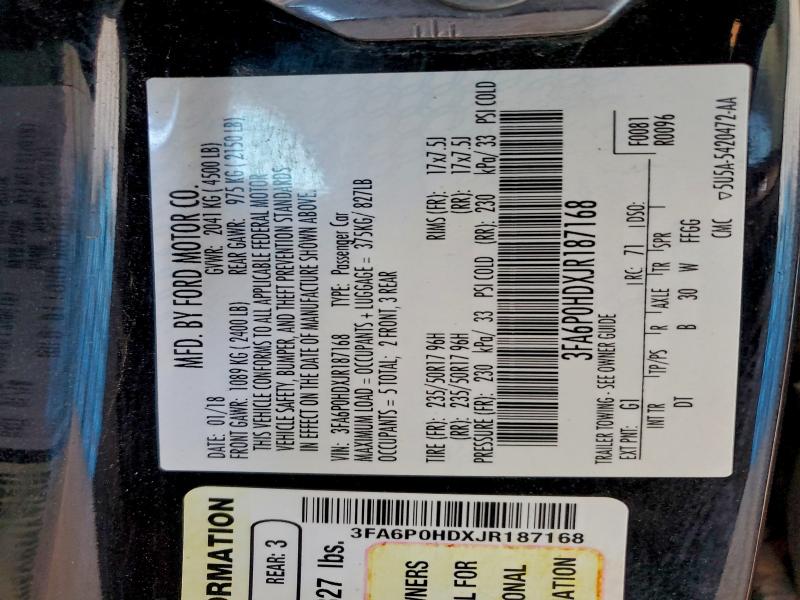 MFD. BY FORD MOTOR CO.
DATE: 01/18 GVWR: 2041 KG ( 4500 LB)
FRONT GAWR: 1089 KG ( 2400 LB) REAR GAWR: 975 KG ( 2150 LB)
THIS VEHICLE CONFORMS TO ALL APPLICABLE FEDERAL MOTOR
VEHICLE SAFETY, BUMPER, AND THEFT PREVENTION STANDARDS
IN EFFECT ON THE DATE OF MANUFACTURE SHOWN ABOVE.
VIN: 3FA6P0HDXJR187168 TYPE: Passenger Car
MAXIMUM LOAD = OCCUPANTS + LUGGAGE = 375KG/ 827LB
OCCUPANTS = 5 TOTAL; 2 FRONT, 3 REAR
TIRE (FR): 235/50R17 96H RIMS (FR): 17x7.5J
(RR): 235/50R17 96H (RR): 17x7.5J
PRESSURE (FR): 230 kPa/ 33 PSI COLD (RR): 230 kPa/ 33 PSI COLD
3FA6P0HDXJR187168
TRAILER TOWING - SEE OWNER GUIDE F0081
EXT PNT: G1 RC: 71 DSO: R0096
INT TR TP/PS R AXLE TR SPR
DT B 30 W FFGG
CMC ▽5U5A-5420472-AA
ORMATION
REAR: 3
27 lbs.
3FA6P0HDXJR187168
NERS
L FOR
ONAL
ATION